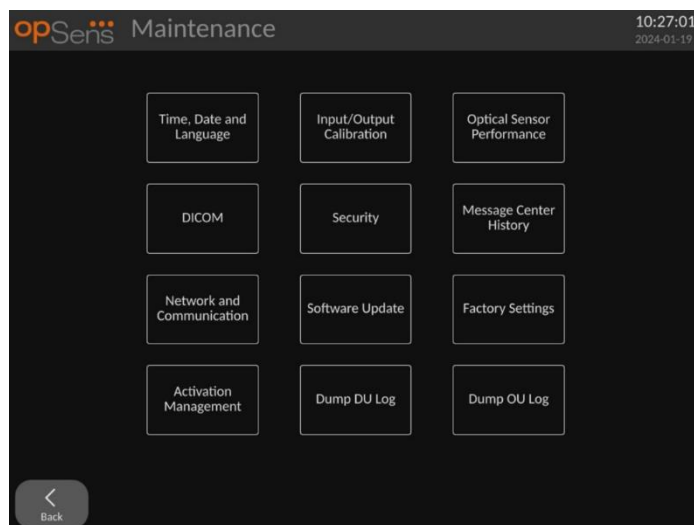 opSens Maintenance 10:27:01
2024-01-19
Time, Date and
Language
Input/Output
Calibration
Optical Sensor
Performance
DICOM
Security
Message Center
History
Network and
Communication
Software Update
Factory Settings
Activation
Management
Dump DU Log
Dump OU Log
Back